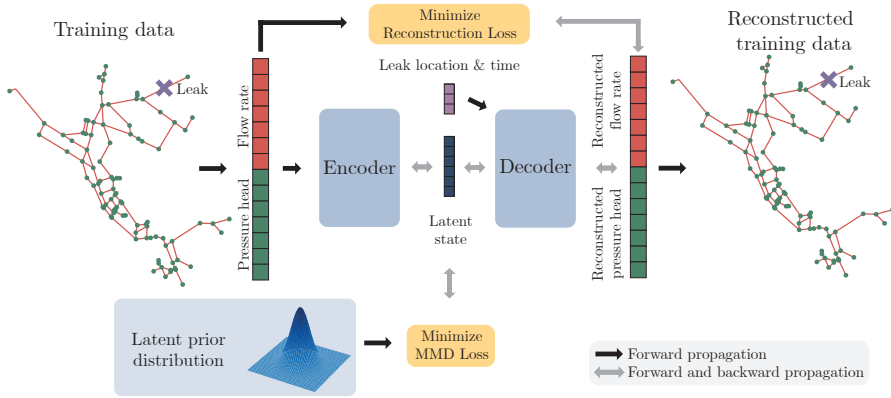 Training data
Minimize
Reconstruction Loss
Reconstructed
training data
Leak
Flow rate
Pressure head
Encoder
Leak location & time
Latent
state
Decoder
Reconstructed
flow rate
Reconstructed
pressure head
Leak
Latent prior
distribution
Minimize
MMD Loss
Forward propagation
Forward and backward propagation